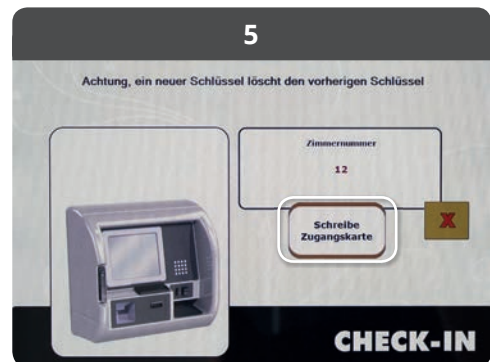 5
Achtung, ein neuer Schlüssel löscht den vorherigen Schlüssel
Zimmernummer
12
Schreibe
Zugangskarte
X
CHECK-IN